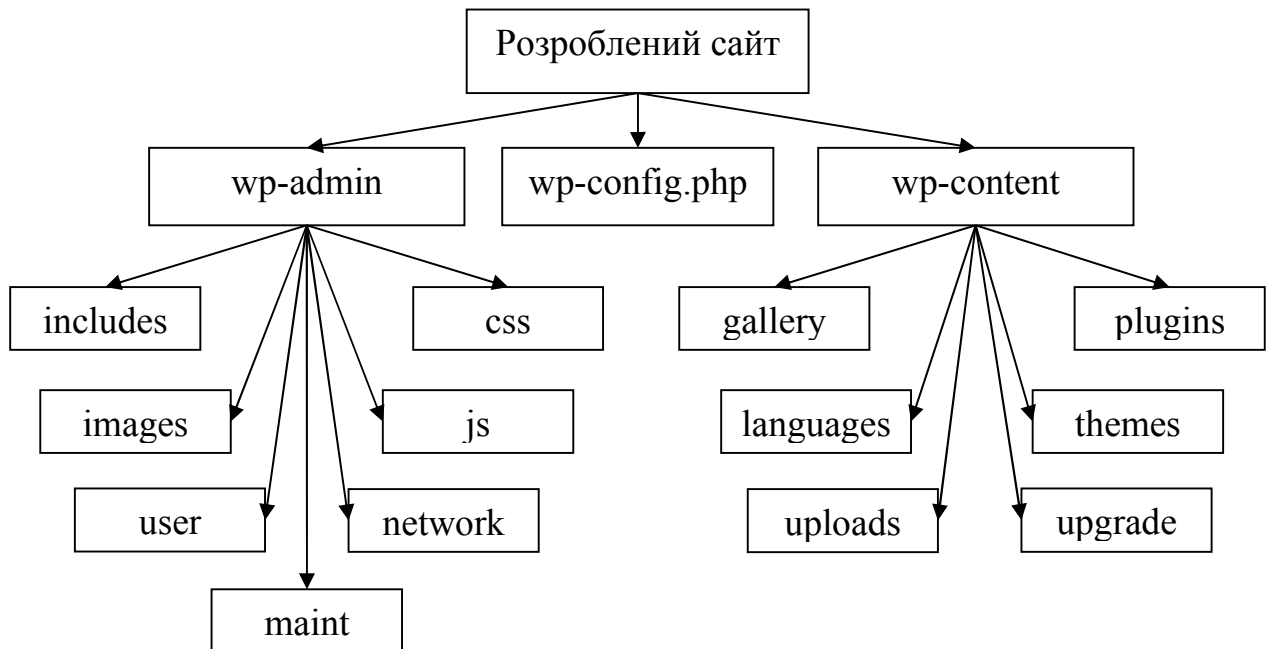 Розроблений сайт
wp-admin
wp-config.php
wp-content
includes
css
gallery
plugins
images
js
languages
themes
user
network
uploads
upgrade
maint